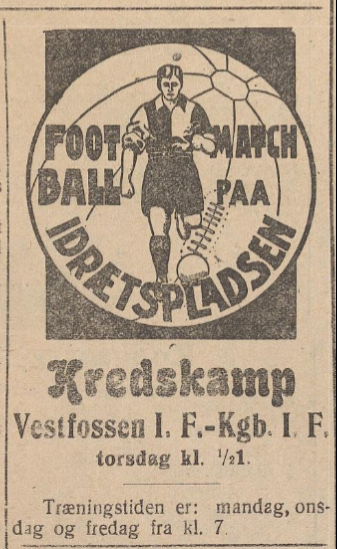 FOOT MATCH
BALL PAA
IDRÆTSPLADSEN
Kredskamp
Vestfossen I. F.-Kgb. I. F.
torsdag kl. ½1.
Træningstiden er: mandag, ons-
dag og fredag fra kl. 7.